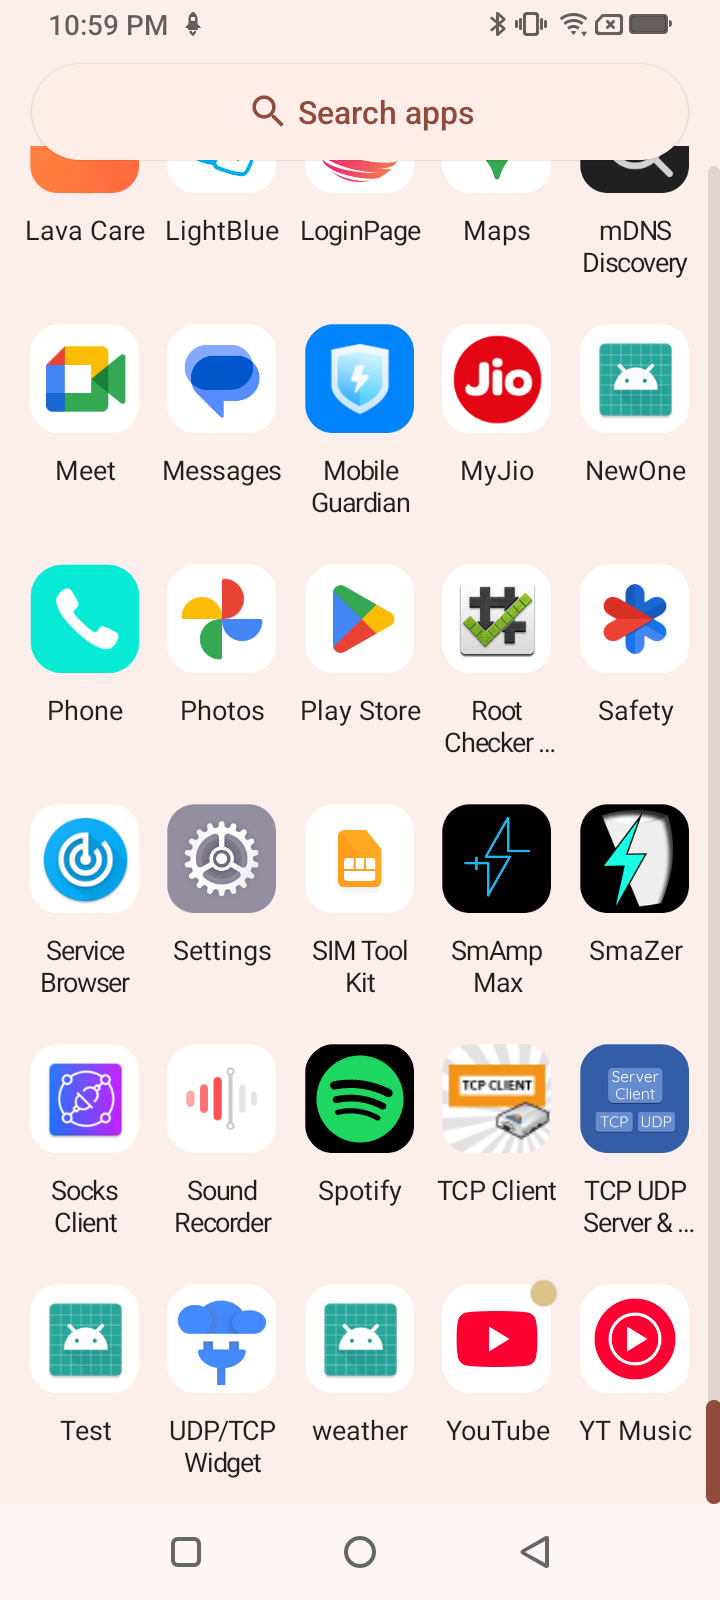 10:59 PM
Search apps
Lava Care LightBlue LoginPage Maps mDNS
Discovery
Meet Messages Mobile MyJio NewOne
Guardian
Jio
Phone Photos Play Store Root Safety
Checker ...
Service Settings SIM Tool SmAmp SmaZer
Browser Kit Max
TCP CLIENT
Server
Client
TCP UDP
Socks Sound Spotify TCP Client TCP UDP
Client Recorder Server & ...
Test UDP/TCP weather YouTube YT Music
Widget